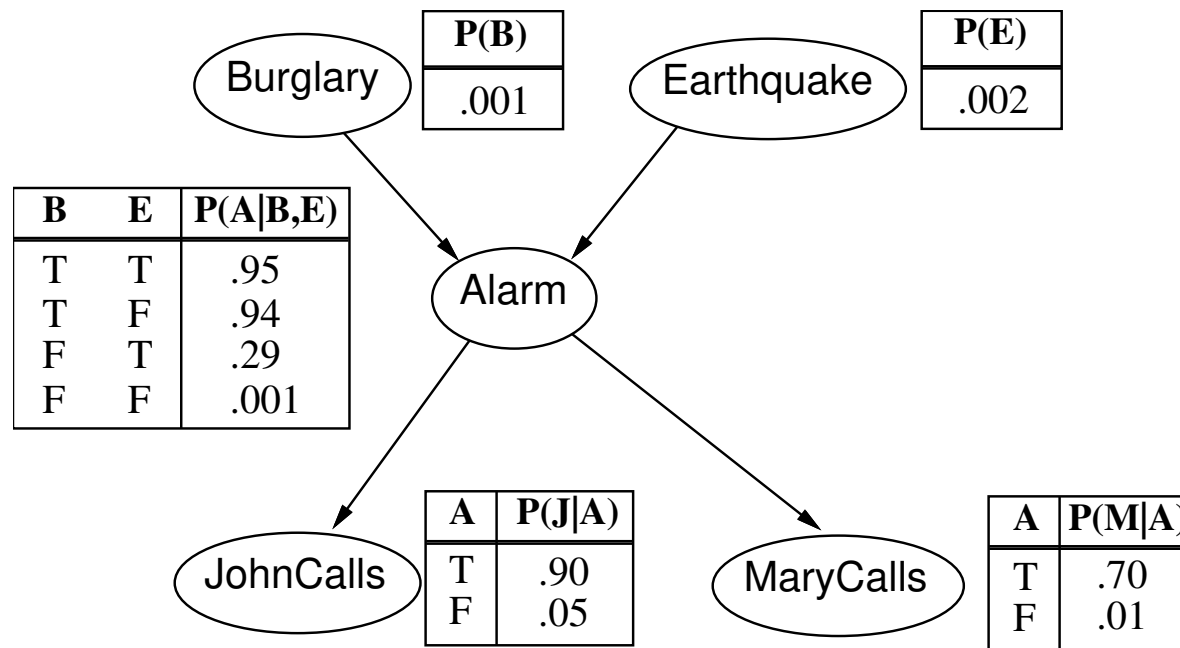 Burglary
P(B)
.001
Earthquake
P(E)
.002
B E P(A|B,E)
T T .95
T F .94
F T .29
F F .001
Alarm
JohnCalls
A P(J|A)
T .90
F .05
MaryCalls
A P(M|A)
T .70
F .01